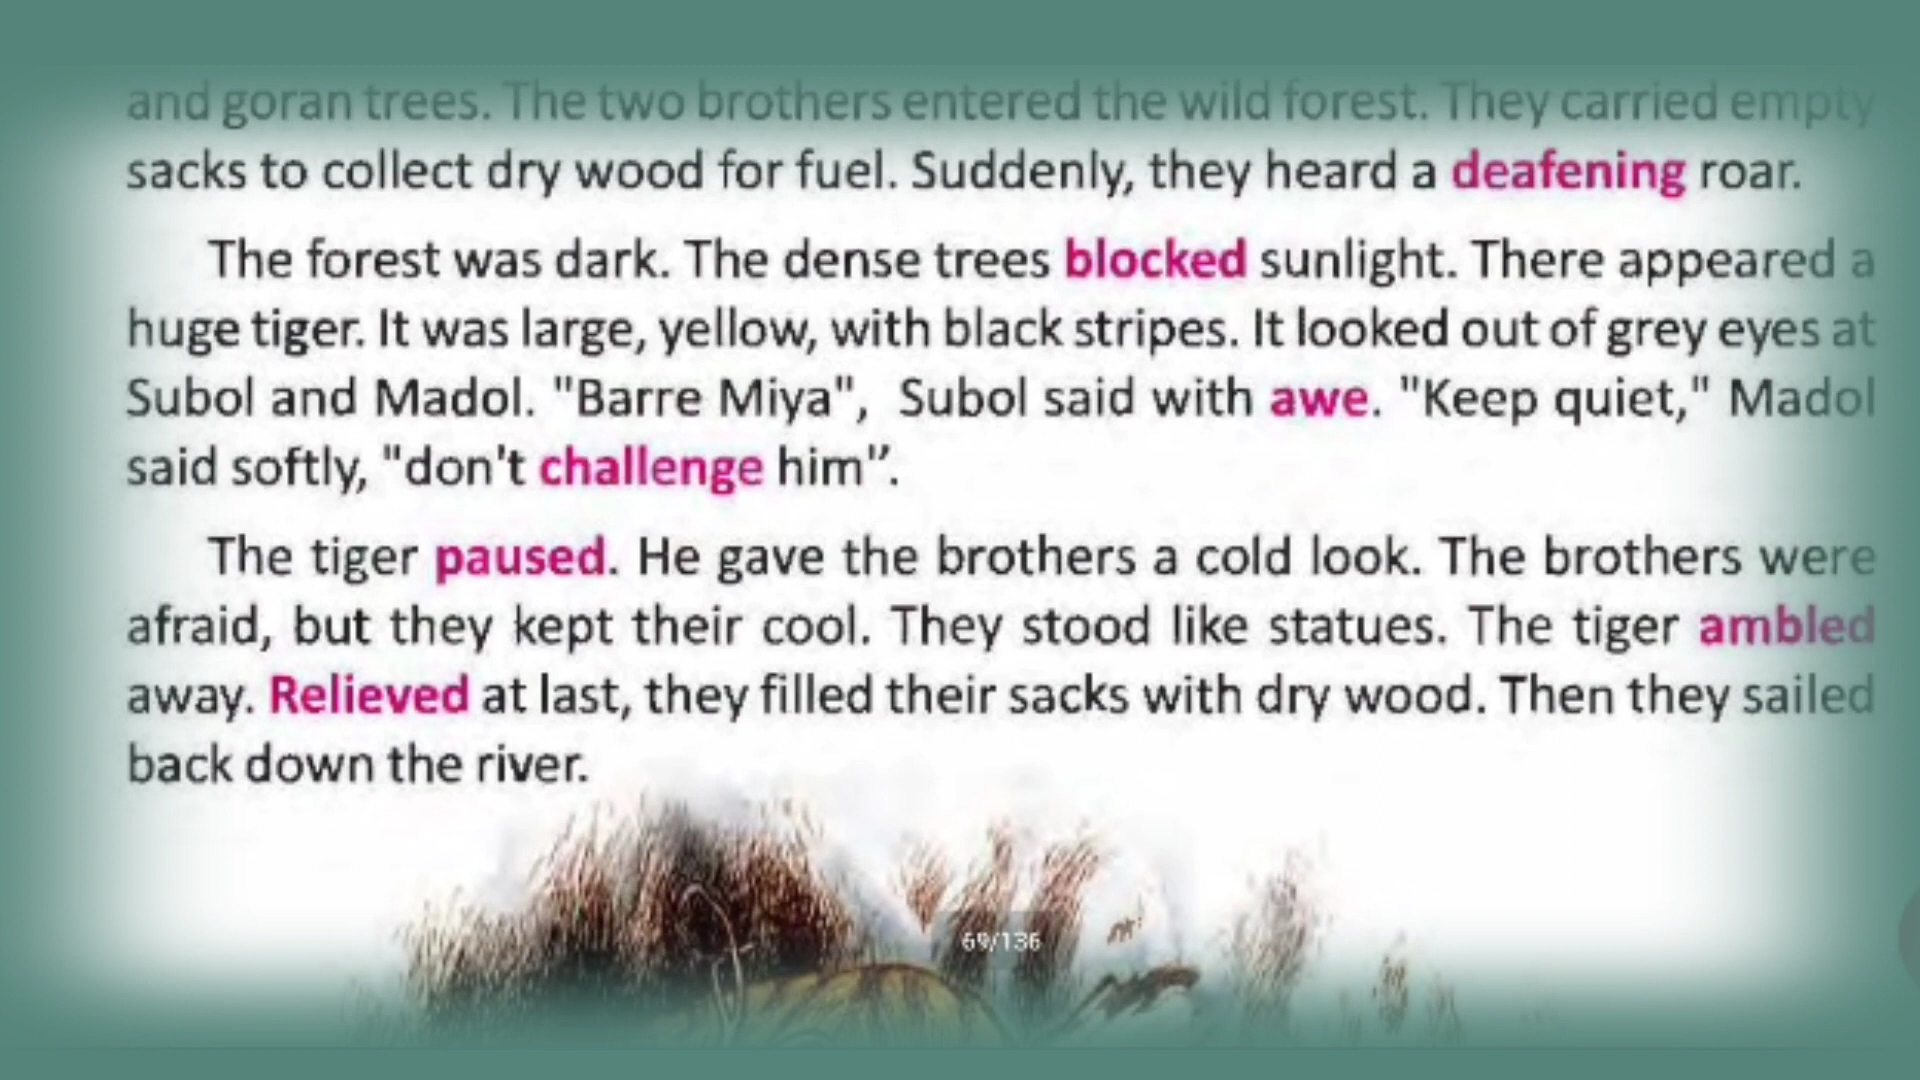 and goran trees. The two brothers entered the wild forest. They carried empty
sacks to collect dry wood for fuel. Suddenly, they heard a deafening roar.
The forest was dark. The dense trees blocked sunlight. There appeared a
huge tiger. It was large, yellow, with black stripes. It looked out of grey eyes at
Subol and Madol. "Barre Miya", Subol said with awe. "Keep quiet," Madol
said softly, "don't challenge him".
The tiger paused. He gave the brothers a cold look. The brothers were
afraid, but they kept their cool. They stood like statues. The tiger ambled
away. Relieved at last, they filled their sacks with dry wood. Then they sailed
back down the river.
69/136